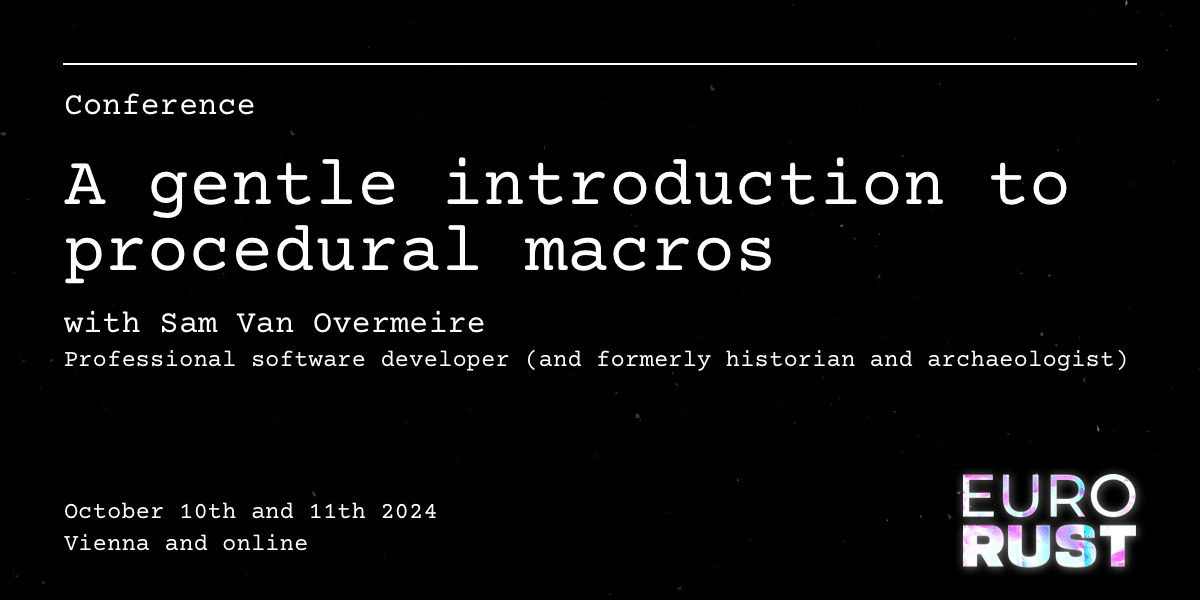 Conference
A gentle introduction to
procedural macros
with Sam Van Overmeire
Professional software developer (and formerly historian and archaeologist)
October 10th and 11th 2024
Vienna and online
EURO
RUST